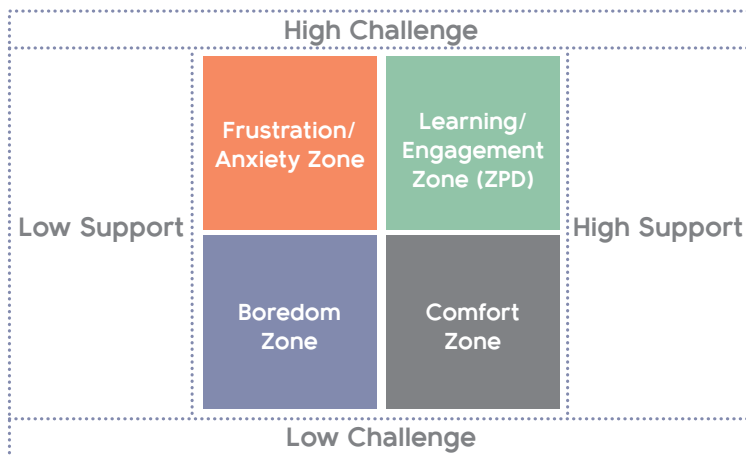 High Challenge
Frustration/
Anxiety Zone
Learning/
Engagement
Zone (ZPD)
Low Support
High Support
Boredom
Zone
Comfort
Zone
Low Challenge